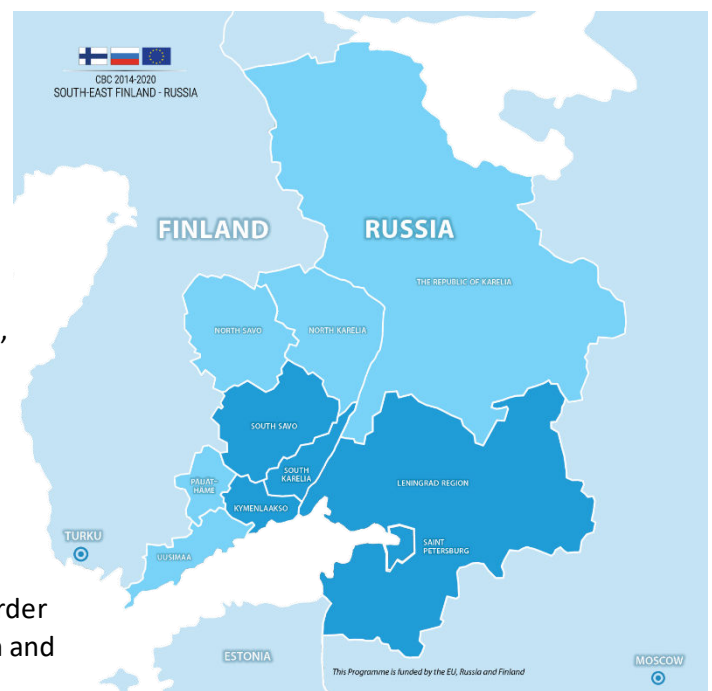 CBC 2014-2020
SOUTH-EAST FINLAND - RUSSIA
FINLAND
RUSSIA
THE REPUBLIC OF KARELIA
NORTH SAVO
NORTH KARELIA
,
SOUTH SAVO
SOUTH
KARELIA
LENINGRAD REGION
PÄIJÄT-
HÄME
KYMENLAAKSO
TURKU
SAINT
PETERSBURG
UUSIMAA
rder
and
ESTONIA
This Programme is funded by the EU, Russia and Finland
MOSCOW